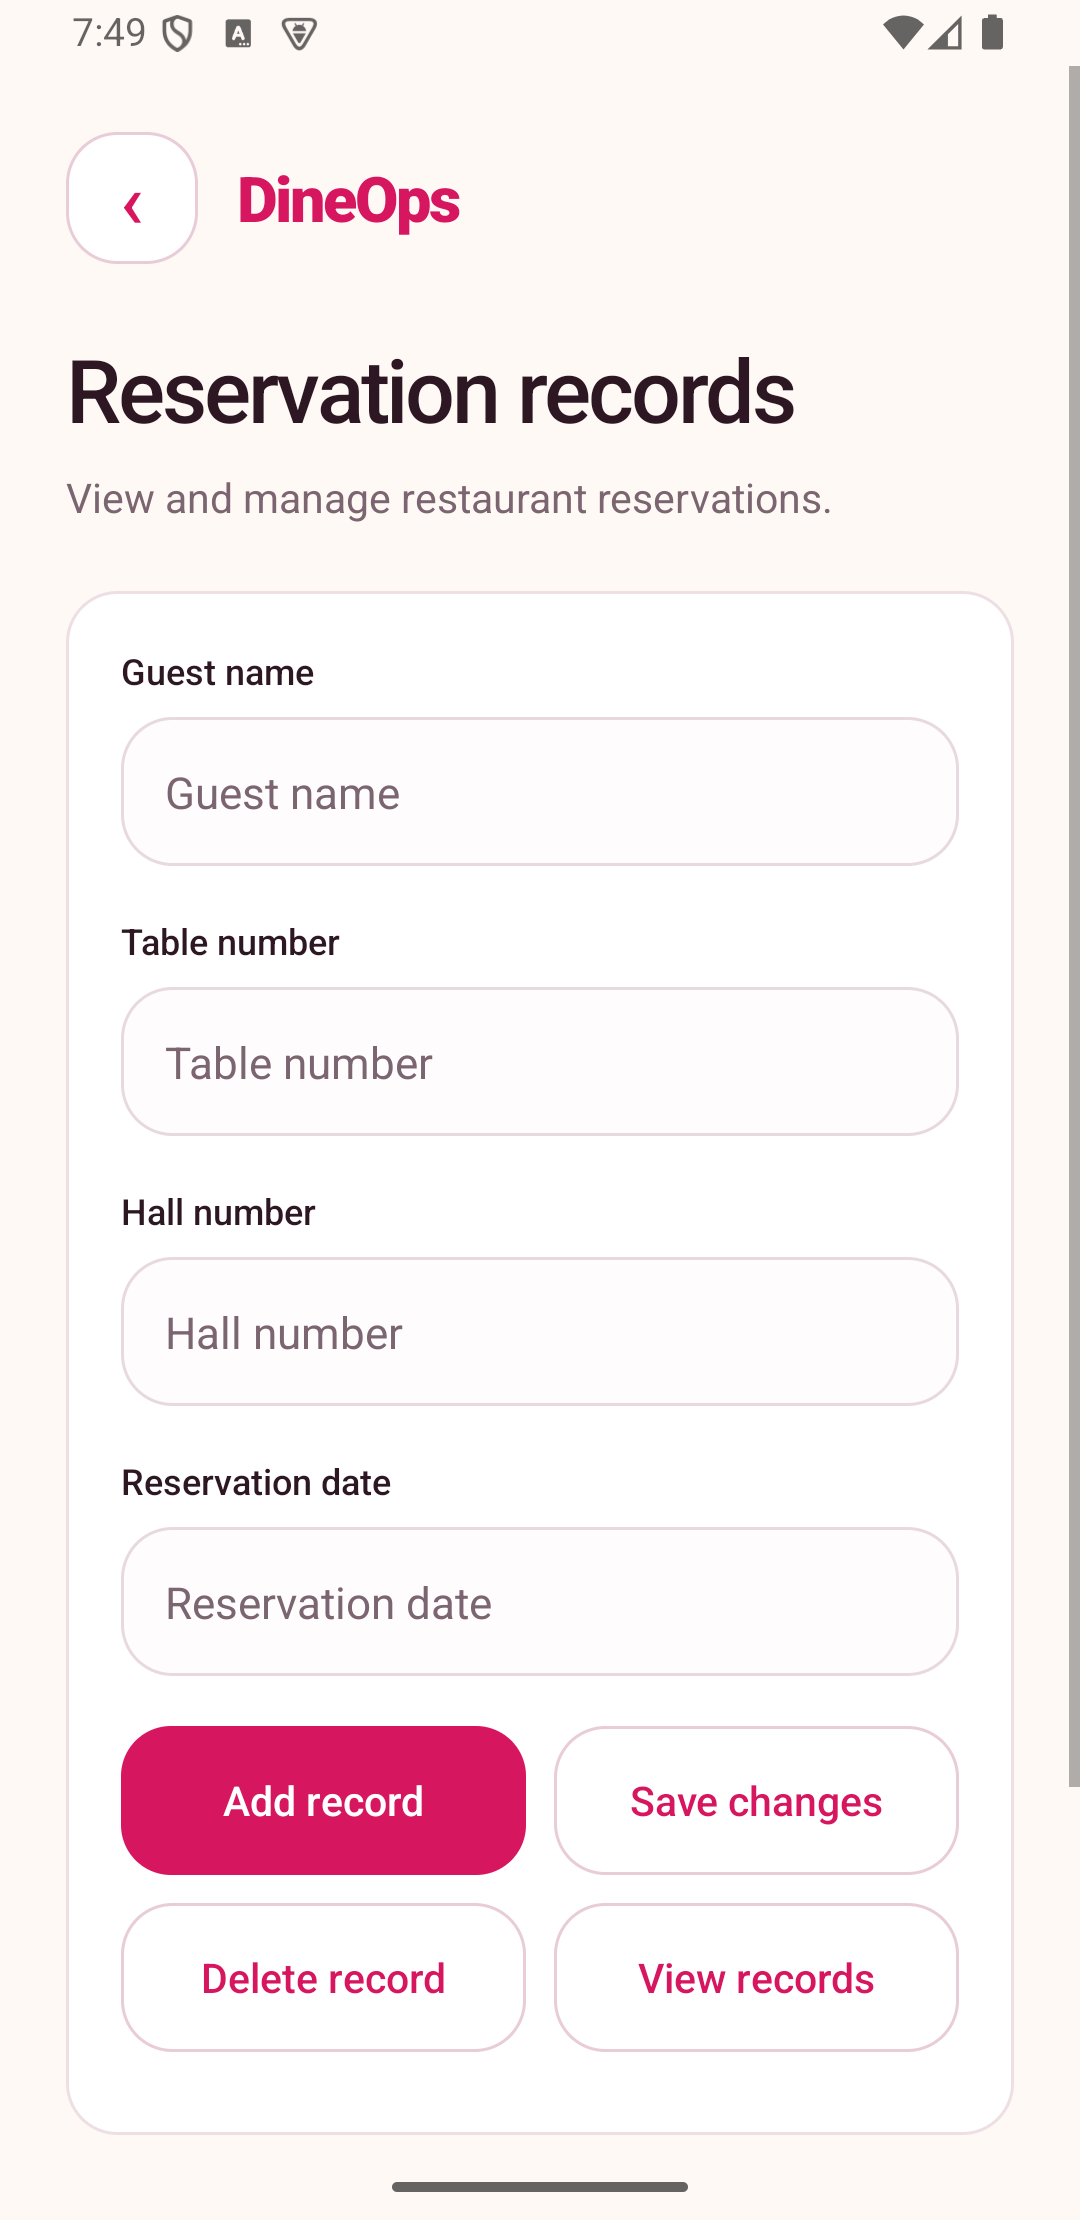 7:49
‹ DineOps
Reservation records
View and manage restaurant reservations.
Guest name
Guest name
Table number
Table number
Hall number
Hall number
Reservation date
Reservation date
Add record
Save changes
Delete record
View records